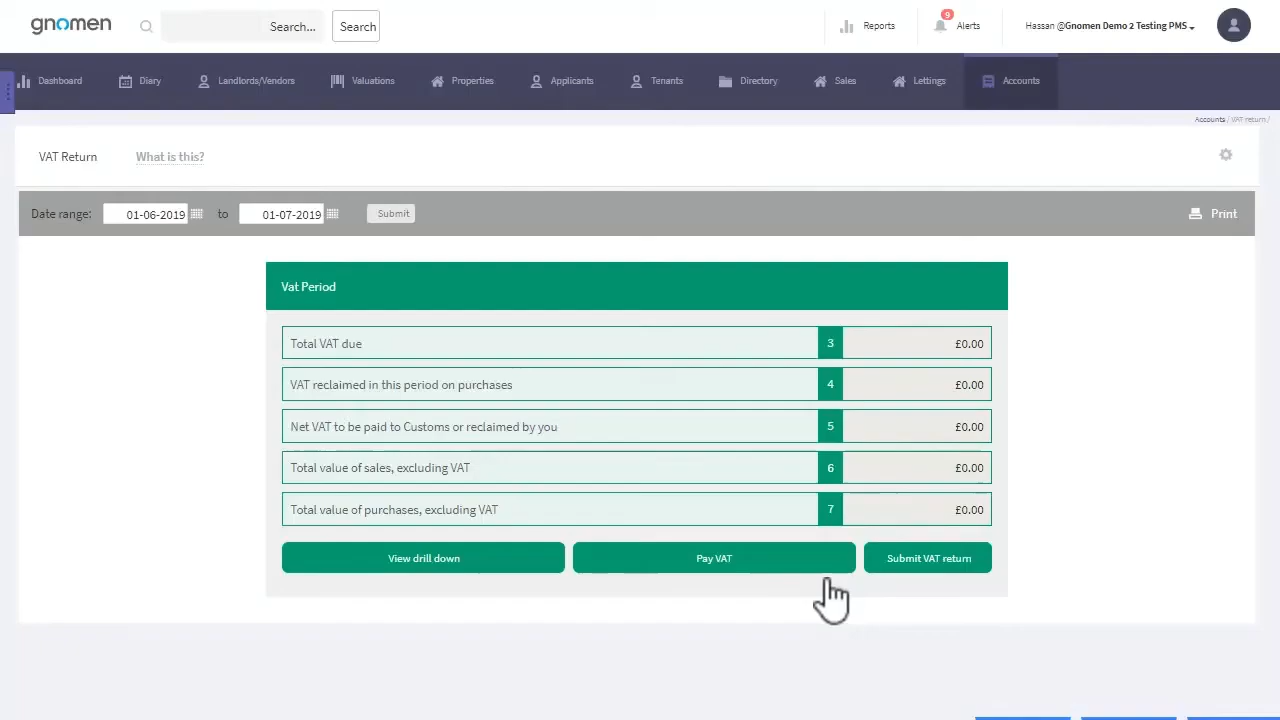 gnomen
Search... Search
Reports
9
Alerts
Hassan @Gnomen Demo 2 Testing PMS
Dashboard Diary Landlords/Vendors Valuations Properties Applicants Tenants Directory Sales Lettings Accounts
Accounts / VAT return /
VAT Return What is this?
Date range: 01-06-2019 to 01-07-2019 Submit Print
Vat Period
Total VAT due 3 £0.00
VAT reclaimed in this period on purchases 4 £0.00
Net VAT to be paid to Customs or reclaimed by you 5 £0.00
Total value of sales, excluding VAT 6 £0.00
Total value of purchases, excluding VAT 7 £0.00
View drill down Pay VAT Submit VAT return